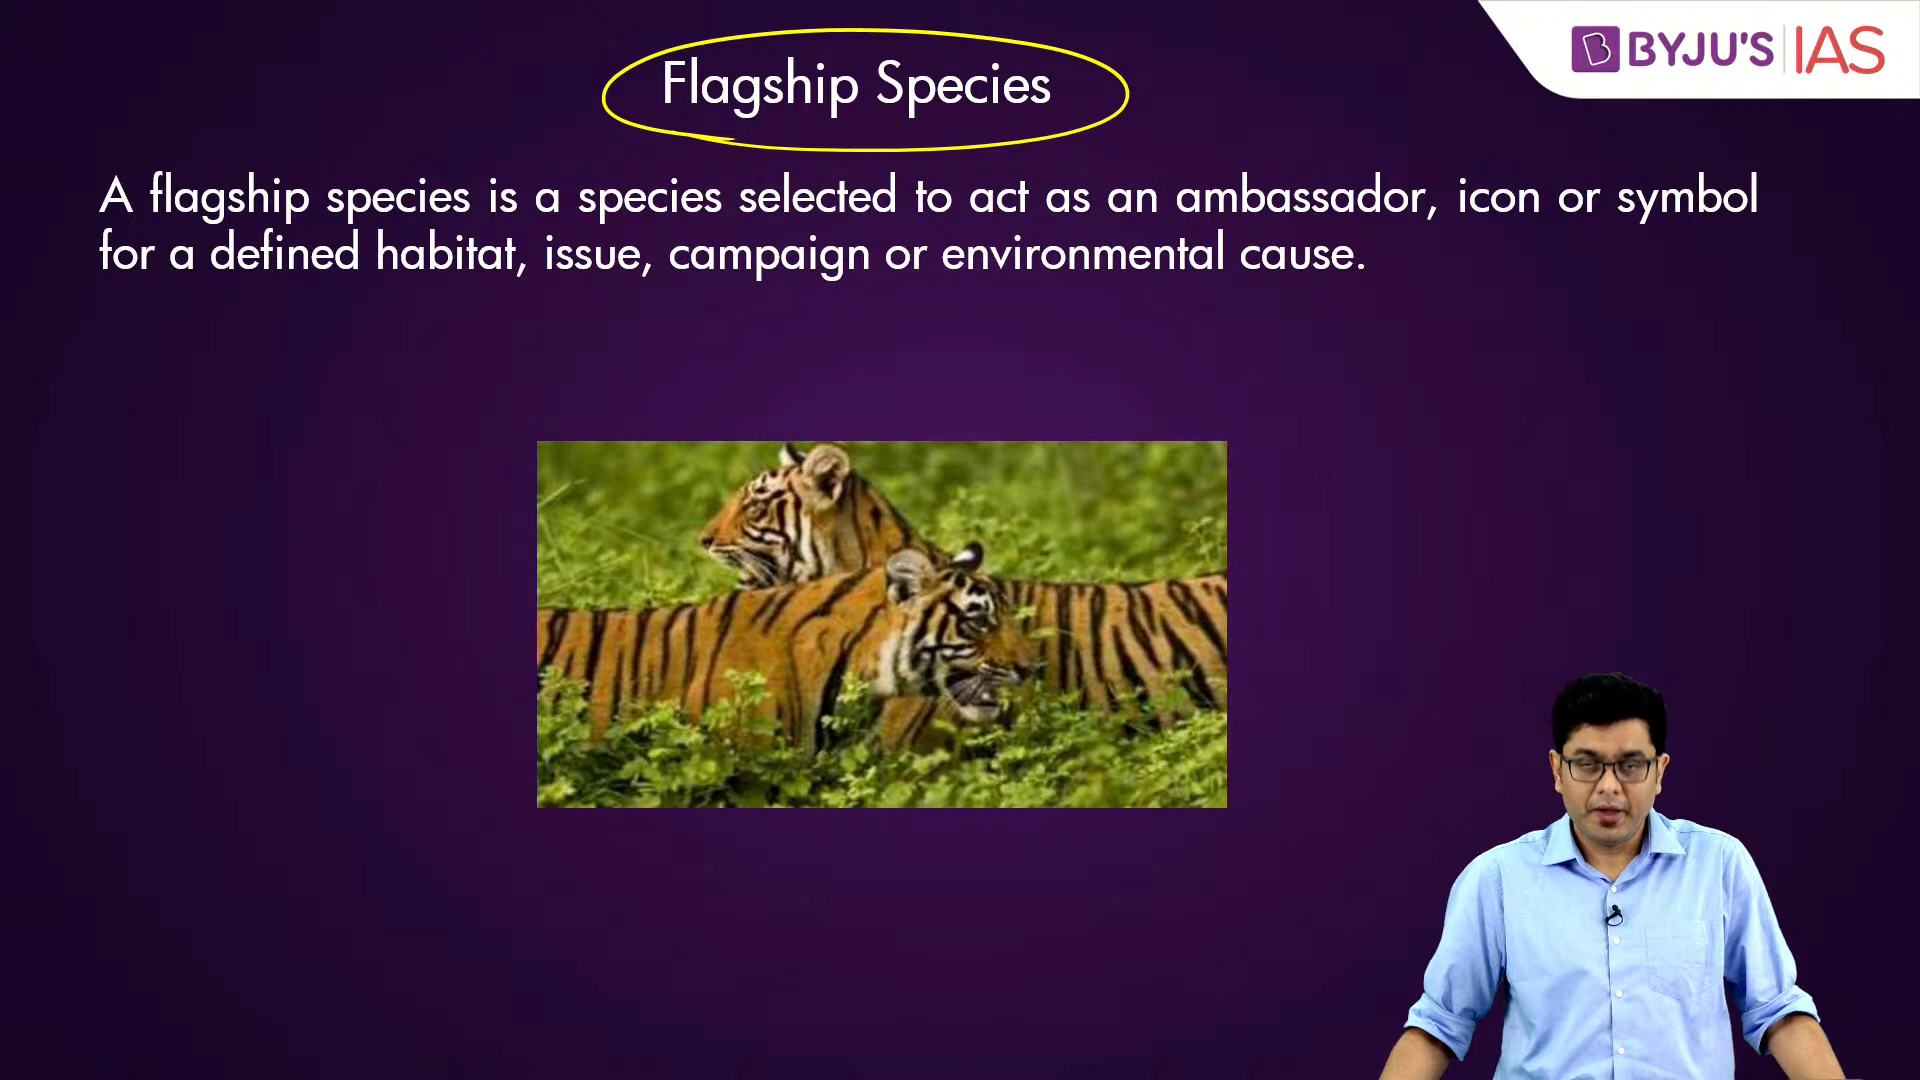 Flagship Species
BYJU'S IAS
A flagship species is a species selected to act as an ambassador, icon or symbol
for a defined habitat, issue, campaign or environmental cause.